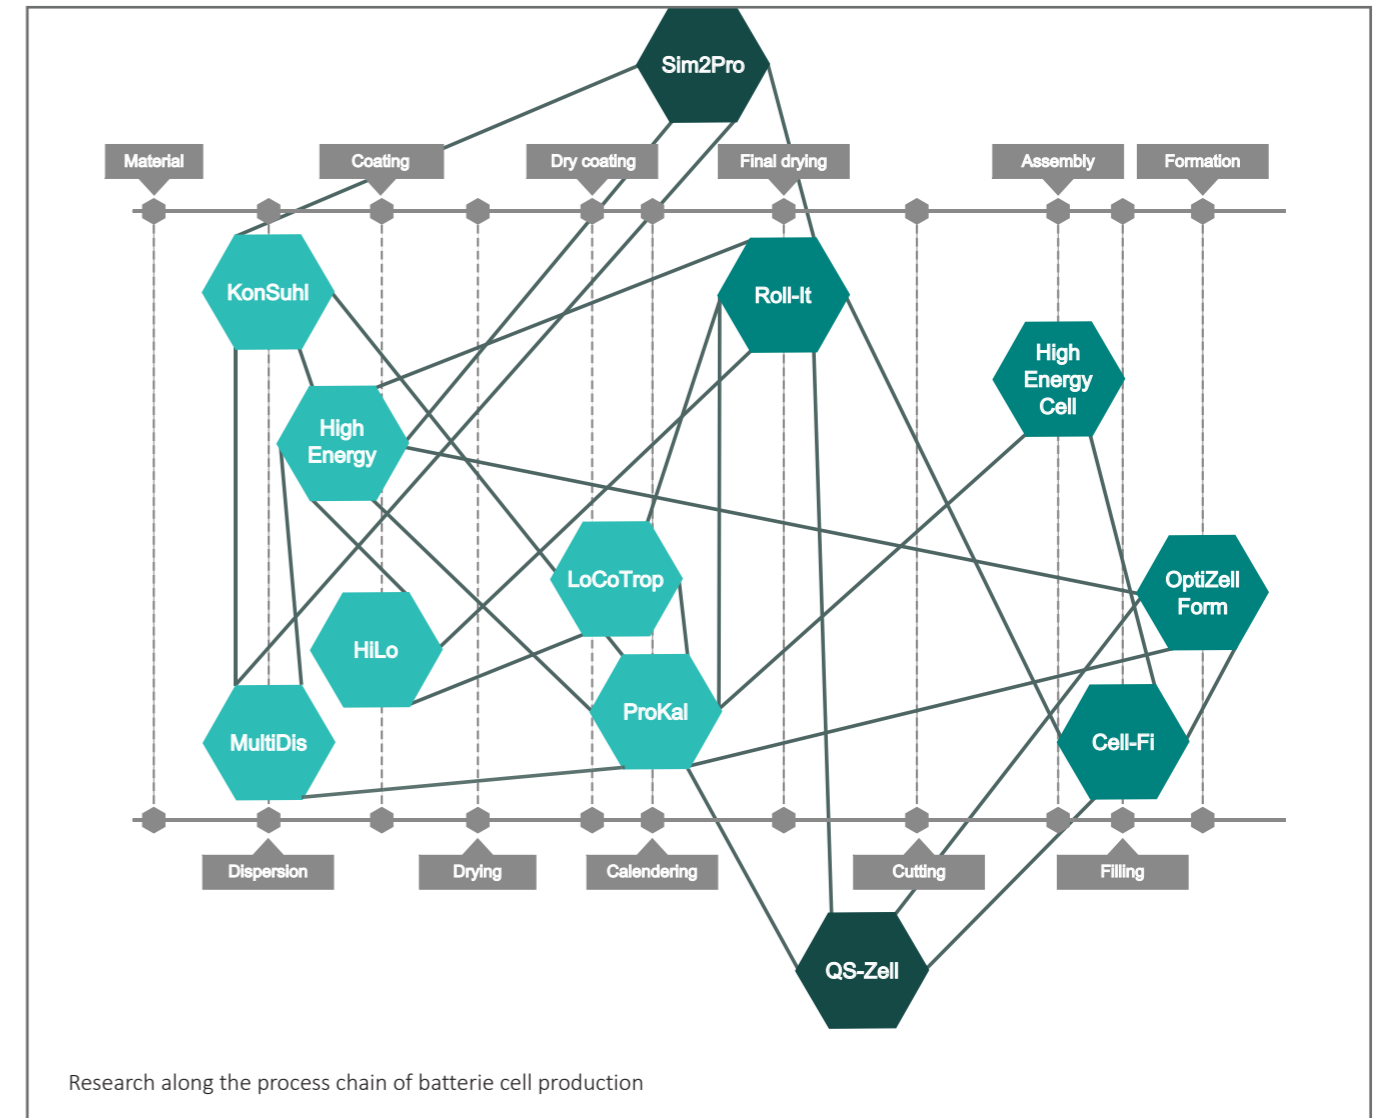 Sim2Pro
Material
Coating
Dry coating
Final drying
Assembly
Formation
KonSuhl
Roll-It
High
Energy
Cell
High
Energy
LoCoTrop
OptiZell
Form
HiLo
ProKal
MultiDis
Cell-Fi
Dispersion
Drying
Calendering
Cutting
Filling
QS-Zell
Research along the process chain of batterie cell production